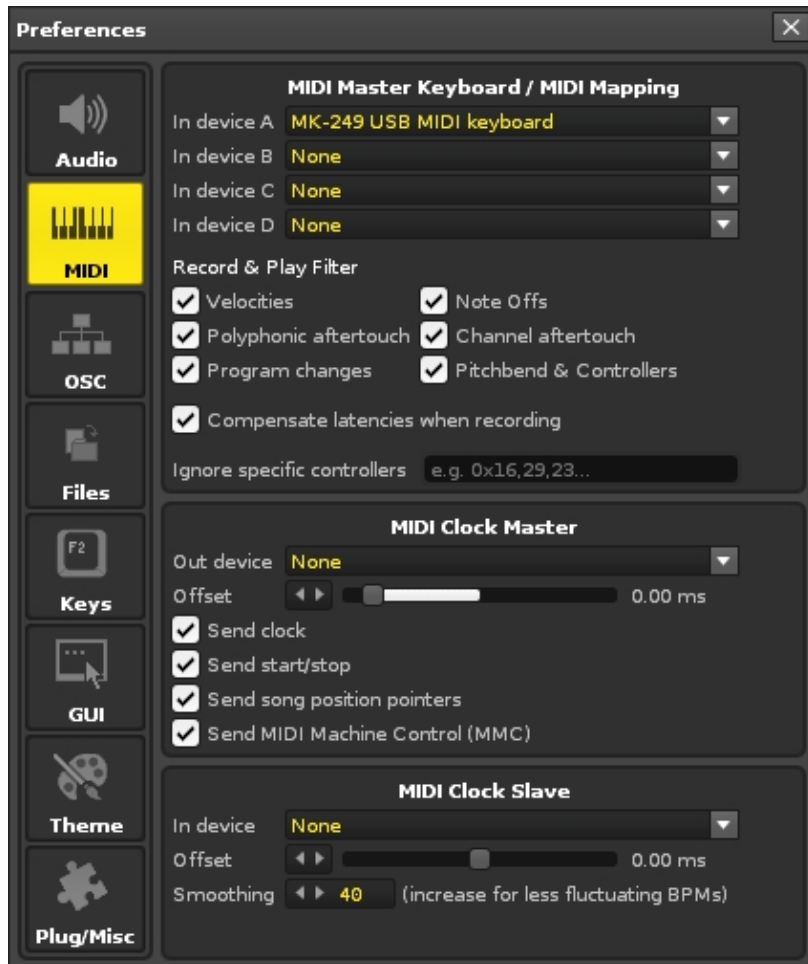 Preferences
Audio
MIDI
OSC
Files
F2
Keys
GUI
Theme
Plug/Misc
MIDI Master Keyboard / MIDI Mapping
In device A MK-249 USB MIDI keyboard
In device B None
In device C None
In device D None
Record & Play Filter
Velocities Note Offs
Polyphonic aftertouch Channel aftertouch
Program changes Pitchbend & Controllers
Compensate latencies when recording
Ignore specific controllers e.g. 0x16,29,23...
MIDI Clock Master
Out device None
Offset 0.00 ms
Send clock
Send start/stop
Send song position pointers
Send MIDI Machine Control (MMC)
MIDI Clock Slave
In device None
Offset 0.00 ms
Smoothing 40 (increase for less fluctuating BPMs)